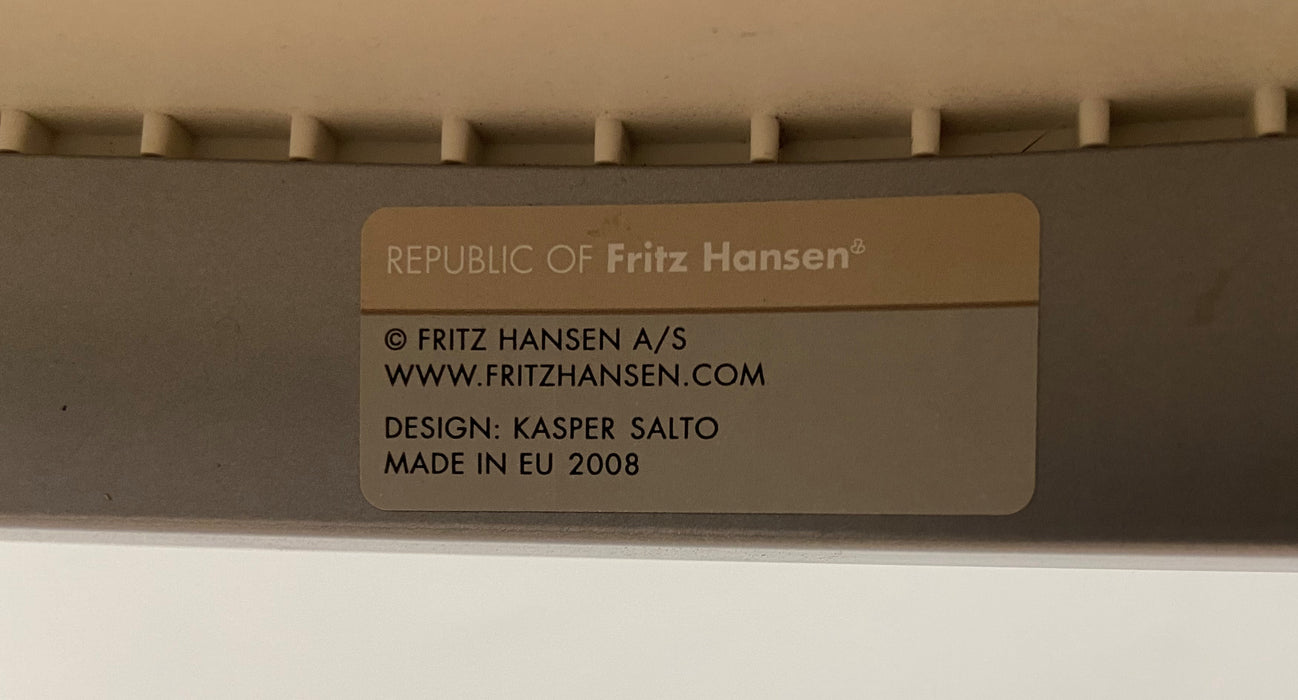 REPUBLIC OF Fritz Hansen
© FRITZ HANSEN A/S
WWW.FRITZHANSEN.COM
DESIGN: KASPER SALTO
MADE IN EU 2008